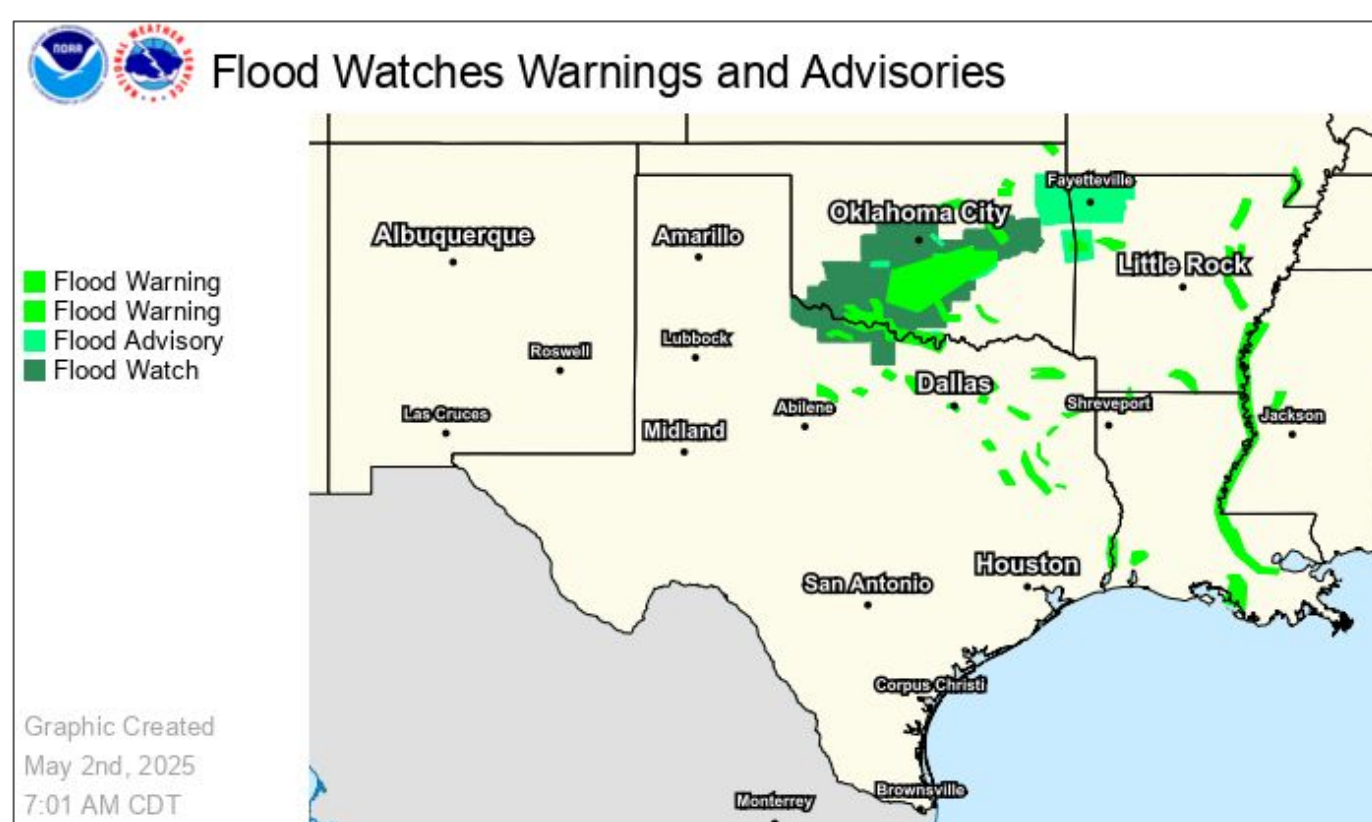 NOAA
NATIONAL WEATHER SERVICE
Flood Watches Warnings and Advisories
Flood Warning
Flood Warning
Flood Advisory
Flood Watch
Fayetteville
Oklahoma City
Albuquerque
Amarillo
Little Rock
Lubbock
Roswell
Dallas
Abilene
Shreveport
Las Cruces
Jackson
Midland
Houston
San Antonio
Corpus Christi
Brownsville
Monterrey
Graphic Created
May 2nd, 2025
7:01 AM CDT